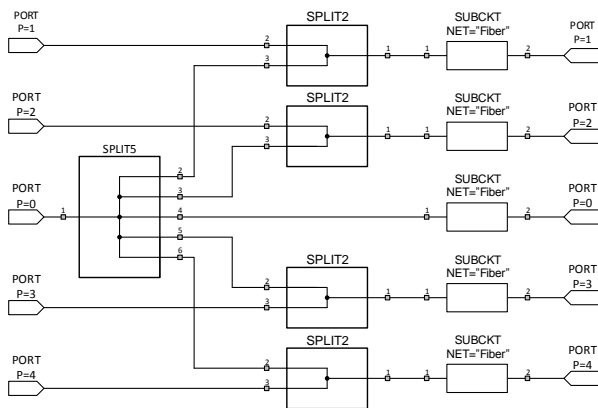 PORT
P=1
2
3
SPLIT2
1
1
SUBCKT
NET="Fiber"
2
PORT
P=1
PORT
P=2
2
3
SPLIT2
1
1
SUBCKT
NET="Fiber"
2
PORT
P=2
PORT
P=0
1
SPLIT5
2
3
4
5
6
1
SUBCKT
NET="Fiber"
2
PORT
P=0
PORT
P=3
2
3
SPLIT2
1
1
SUBCKT
NET="Fiber"
2
PORT
P=3
PORT
P=4
2
3
SPLIT2
1
1
SUBCKT
NET="Fiber"
2
PORT
P=4